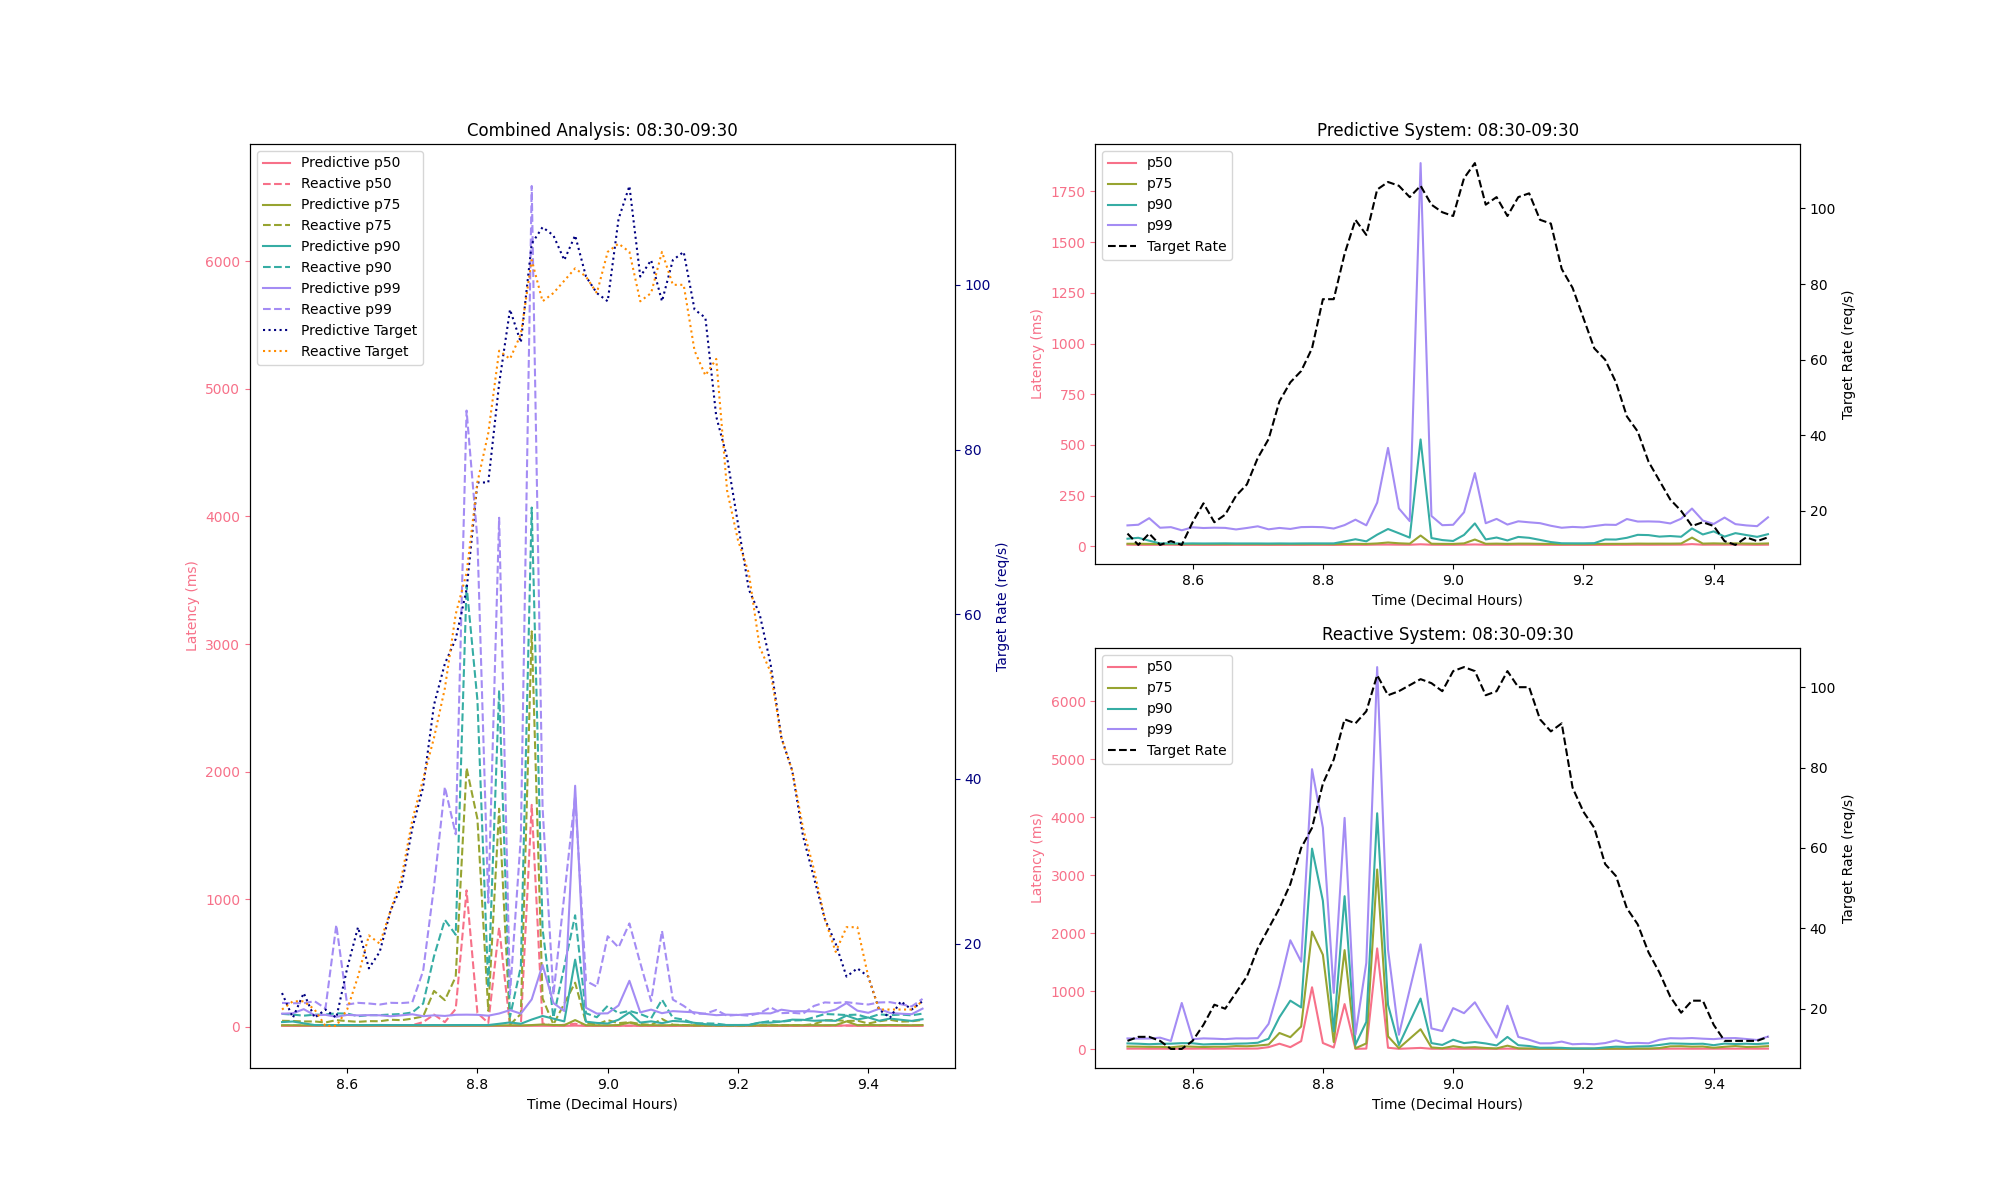 Combined Analysis: 08:30-09:30
Predictive p50
Reactive p50
Predictive p75
Reactive p75
Predictive p90
Reactive p90
Predictive p99
Reactive p99
Predictive Target
Reactive Target
Latency (ms)
6000
5000
4000
3000
2000
1000
0
100
80
60
40
20
Target Rate (req/s)
8.6 8.8 9.0 9.2 9.4
Time (Decimal Hours)
Predictive System: 08:30-09:30
p50
p75
p90
p99
Target Rate
Latency (ms)
1750
1500
1250
1000
750
500
250
0
100
80
60
40
20
Target Rate (req/s)
8.6 8.8 9.0 9.2 9.4
Time (Decimal Hours)
Reactive System: 08:30-09:30
p50
p75
p90
p99
Target Rate
Latency (ms)
6000
5000
4000
3000
2000
1000
0
100
80
60
40
20
Target Rate (req/s)
8.6 8.8 9.0 9.2 9.4
Time (Decimal Hours)